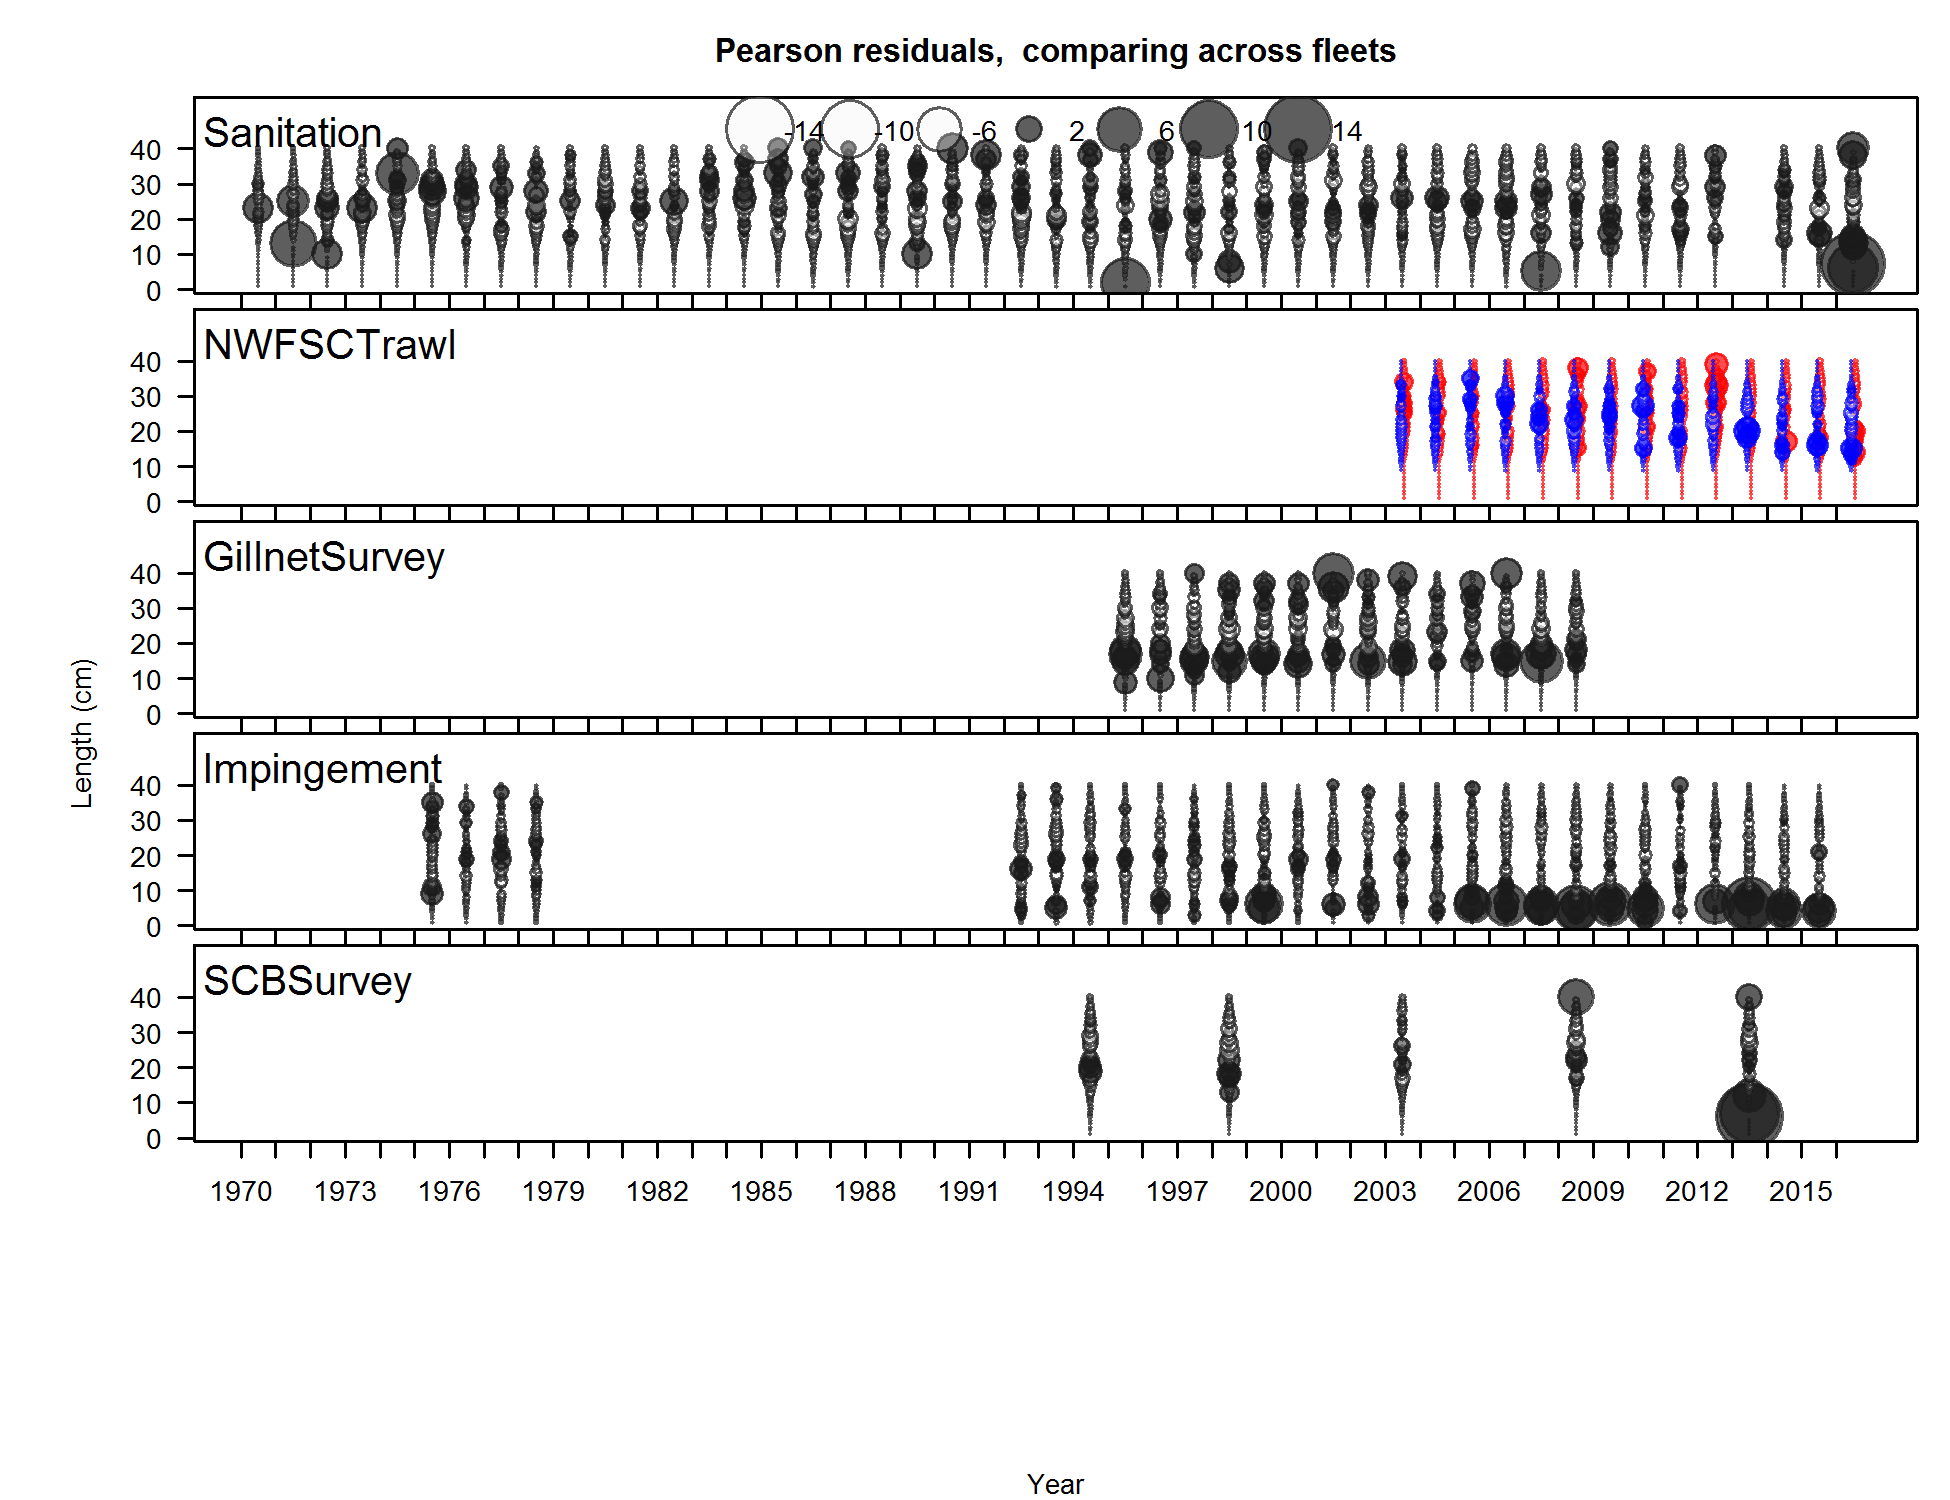 Pearson residuals,  comparing across fleets
Sanitation
-14 -10 -6 2 6 10 14
40
30
20
10
0
NWFSCTrawl
40
30
20
10
0
GillnetSurvey
40
30
20
10
0
Length (cm)
Impingement
40
30
20
10
0
SCBSurvey
40
30
20
10
0
1970 1973 1976 1979 1982 1985 1988 1991 1994 1997 2000 2003 2006 2009 2012 2015
Year